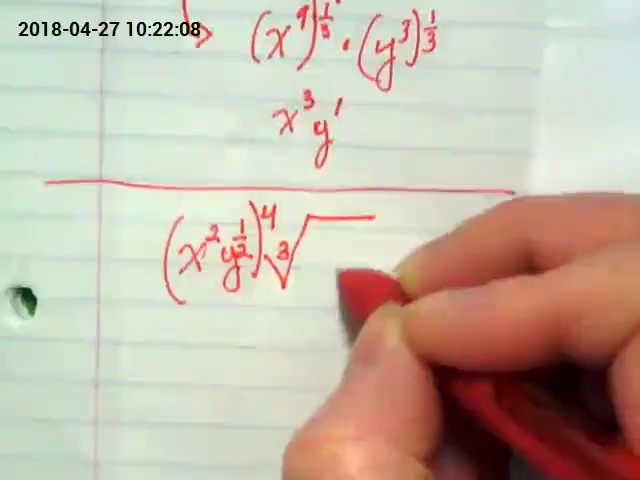 2018-04-27 10:22:08
(x⁹)^{1/3} · (y³)^{1/3}
x³y¹
(x²y^{1/2})⁴ ∛